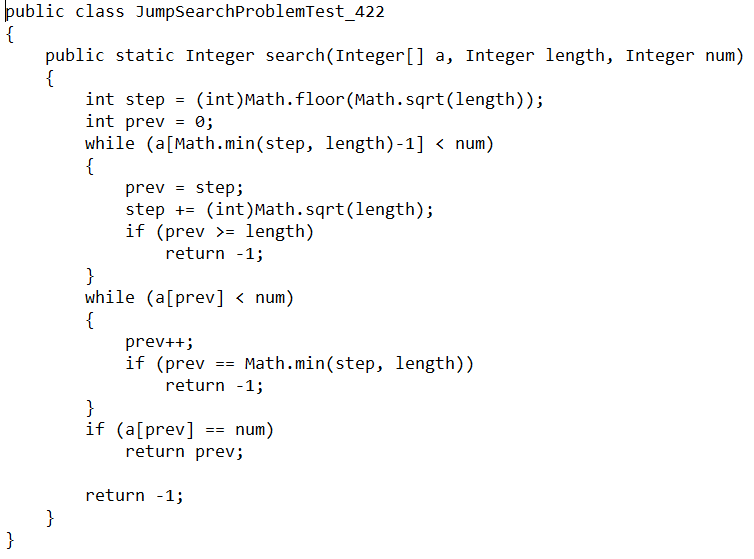 public class JumpSearchProblemTest_422
{
    public static Integer search(Integer[] a, Integer length, Integer num)
    {
        int step = (int)Math.floor(Math.sqrt(length));
        int prev = 0;
        while (a[Math.min(step, length)-1] < num)
        {
            prev = step;
            step += (int)Math.sqrt(length);
            if (prev >= length)
                return -1;
        }
        while (a[prev] < num)
        {
            prev++;
            if (prev == Math.min(step, length))
                return -1;
        }
        if (a[prev] == num)
            return prev;

        return -1;
    }
}